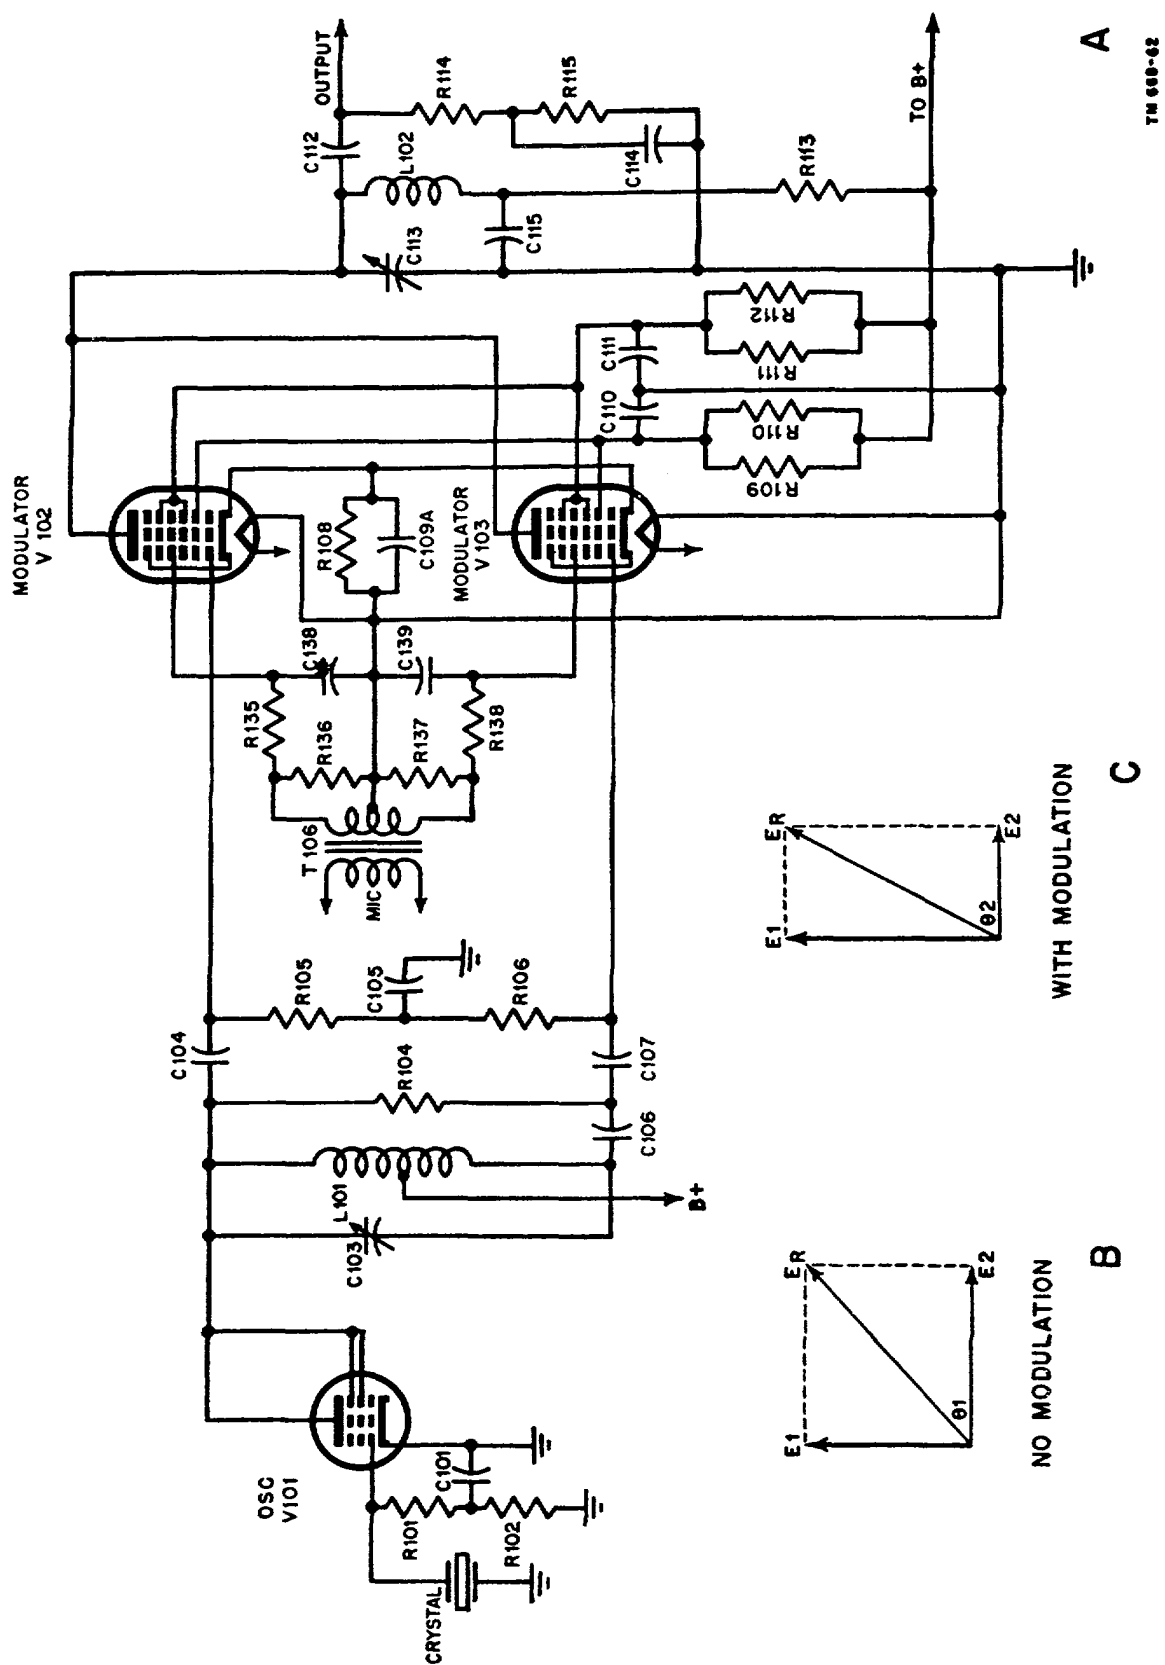 CRYSTAL
R101
R102
C101
OSC
V101
C103
L101
B+
C104
R104
C106
C107
R105
C105
R106
MIC
T106
R135
R136
R137
R138
C138
C139
MODULATOR
V 102
R108
C109A
MODULATOR
V 103
R109
R110
C110
C111
R111
R112
C113
C115
L102
C112
OUTPUT
R114
R115
C114
R113
TO B+
A
E1
ER
E2
θ1
NO MODULATION
B
E1
ER
E2
θ2
WITH MODULATION
C
TM 668-62